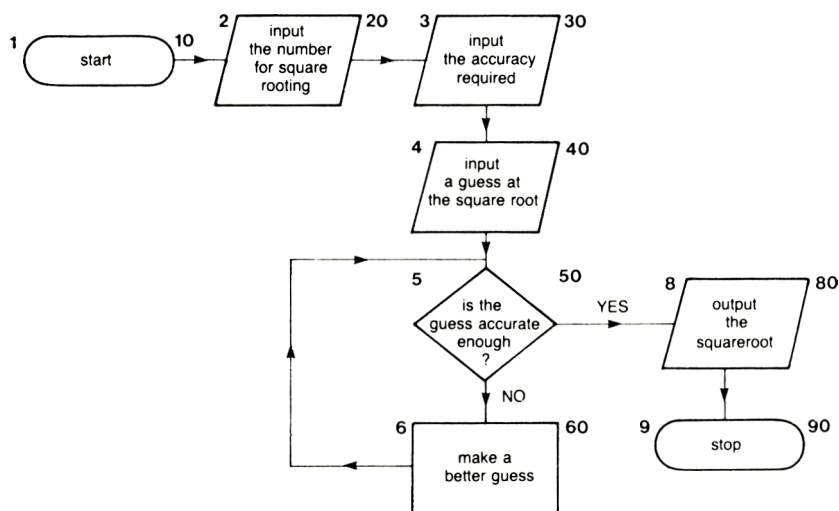 1
10
start
2
20
input
the number
for square
rooting
3
30
input
the accuracy
required
4
40
input
a guess at
the square root
5
50
is the
guess accurate
enough
?
YES
NO
8
80
output
the
squareroot
6
60
make a
better guess
9
90
stop